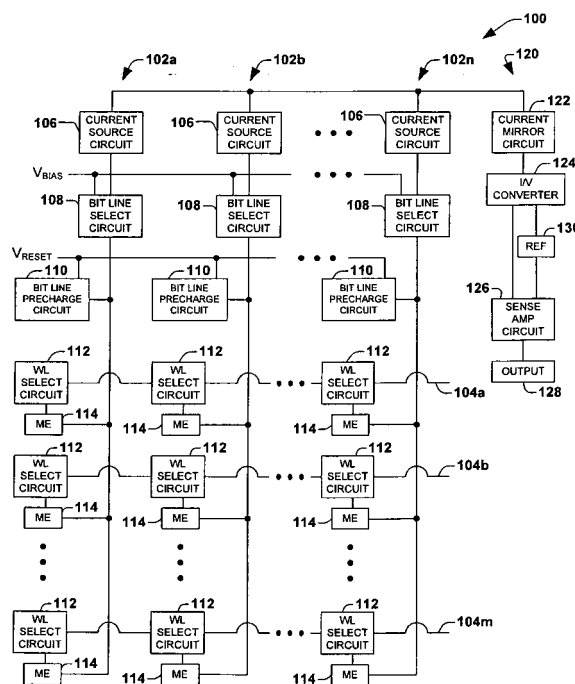 100
102a 102b 102n 120
106 CURRENT SOURCE CIRCUIT 106 CURRENT SOURCE CIRCUIT 106 CURRENT SOURCE CIRCUIT CURRENT MIRROR CIRCUIT 122
VBIAS
108 BIT LINE SELECT CIRCUIT 108 BIT LINE SELECT CIRCUIT 108 BIT LINE SELECT CIRCUIT I/V CONVERTER 124
REF 130
VRESET
110 BIT LINE PRECHARGE CIRCUIT 110 BIT LINE PRECHARGE CIRCUIT 110 BIT LINE PRECHARGE CIRCUIT 126 SENSE AMP CIRCUIT
OUTPUT 128
112 WL SELECT CIRCUIT 112 WL SELECT CIRCUIT 112 WL SELECT CIRCUIT 104a
ME 114 114 ME 114 ME
112 WL SELECT CIRCUIT 112 WL SELECT CIRCUIT 112 WL SELECT CIRCUIT 104b
ME 114 114 ME 114 ME
112 WL SELECT CIRCUIT 112 WL SELECT CIRCUIT 112 WL SELECT CIRCUIT 104m
ME 114 114 ME 114 ME